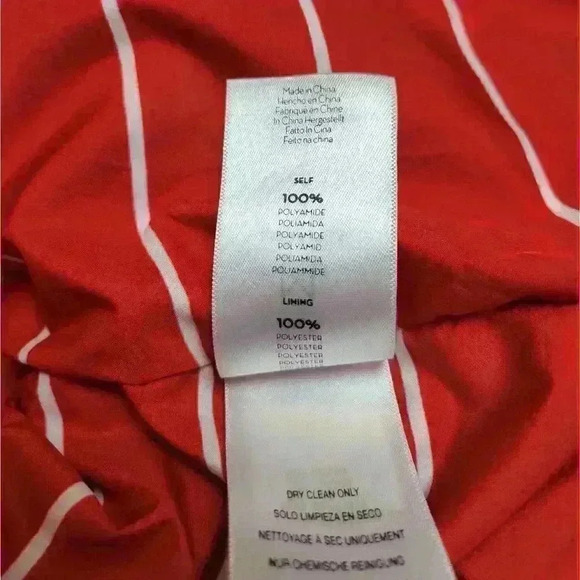 Made in China
Hencho en China
Fabriqué en Chine
In China Hergestellt
Fatto In Cina
Feito na china
SELF
100%
POLYAMIDE
POLIAMIDA
POLYAMIDE
POLYAMID
POLIAMIDA
POLIAMMIDE
LINING
100%
POLYESTER
POLYESTER
POLYESTER
POLYESTER
DRY CLEAN ONLY
SOLO LIMPIEZA EN SECO
NETTOYAGE A SEC UNIQUEMENT
NUR CHEMISCHE REINIGUNG